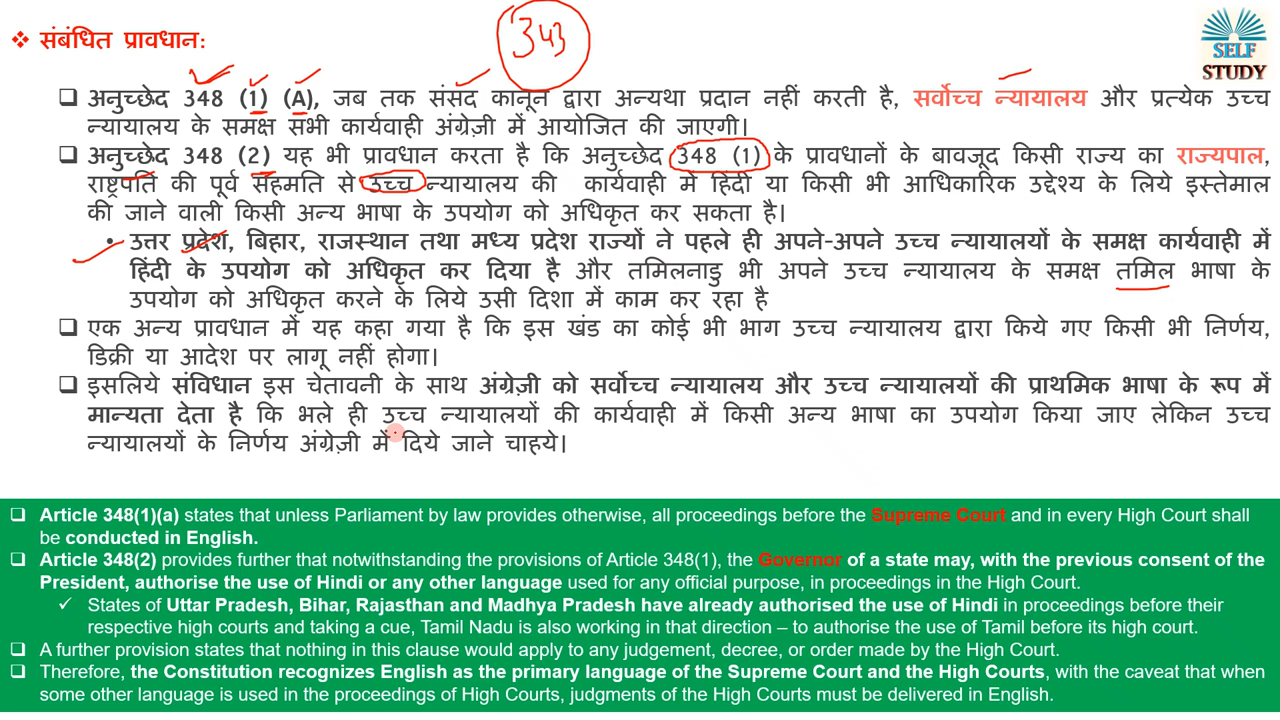 343
SELF
STUDY
❖ संबंधित प्रावधान:
❑ अनुच्छेद 348 (1) (A), जब तक संसद कानून द्वारा अन्यथा प्रदान नहीं करती है, सर्वोच्च न्यायालय और प्रत्येक उच्च
न्यायालय के समक्ष सभी कार्यवाही अंग्रेज़ी में आयोजित की जाएगी।
❑ अनुच्छेद 348 (2) यह भी प्रावधान करता है कि अनुच्छेद 348 (1) के प्रावधानों के बावजूद किसी राज्य का राज्यपाल,
राष्ट्रपति की पूर्व सहमति से उच्च न्यायालय की कार्यवाही में हिंदी या किसी भी आधिकारिक उद्देश्य के लिये इस्तेमाल
की जाने वाली किसी अन्य भाषा के उपयोग को अधिकृत कर सकता है।
• उत्तर प्रदेश, बिहार, राजस्थान तथा मध्य प्रदेश राज्यों ने पहले ही अपने-अपने उच्च न्यायालयों के समक्ष कार्यवाही में
हिंदी के उपयोग को अधिकृत कर दिया है और तमिलनाडु भी अपने उच्च न्यायालय के समक्ष तमिल भाषा के
उपयोग को अधिकृत करने के लिये उसी दिशा में काम कर रहा है
❑ एक अन्य प्रावधान में यह कहा गया है कि इस खंड का कोई भी भाग उच्च न्यायालय द्वारा किये गए किसी भी निर्णय,
डिक्री या आदेश पर लागू नहीं होगा।
❑ इसलिये संविधान इस चेतावनी के साथ अंग्रेज़ी को सर्वोच्च न्यायालय और उच्च न्यायालयों की प्राथमिक भाषा के रूप में
मान्यता देता है कि भले ही उच्च न्यायालयों की कार्यवाही में किसी अन्य भाषा का उपयोग किया जाए लेकिन उच्च
न्यायालयों के निर्णय अंग्रेज़ी में दिये जाने चाहये।
❑ Article 348(1)(a) states that unless Parliament by law provides otherwise, all proceedings before the Supreme Court and in every High Court shall
be conducted in English.
❑ Article 348(2) provides further that notwithstanding the provisions of Article 348(1), the Governor of a state may, with the previous consent of the
President, authorise the use of Hindi or any other language used for any official purpose, in proceedings in the High Court.
✓ States of Uttar Pradesh, Bihar, Rajasthan and Madhya Pradesh have already authorised the use of Hindi in proceedings before their
respective high courts and taking a cue, Tamil Nadu is also working in that direction – to authorise the use of Tamil before its high court.
❑ A further provision states that nothing in this clause would apply to any judgement, decree, or order made by the High Court.
❑ Therefore, the Constitution recognizes English as the primary language of the Supreme Court and the High Courts, with the caveat that when
some other language is used in the proceedings of High Courts, judgments of the High Courts must be delivered in English.